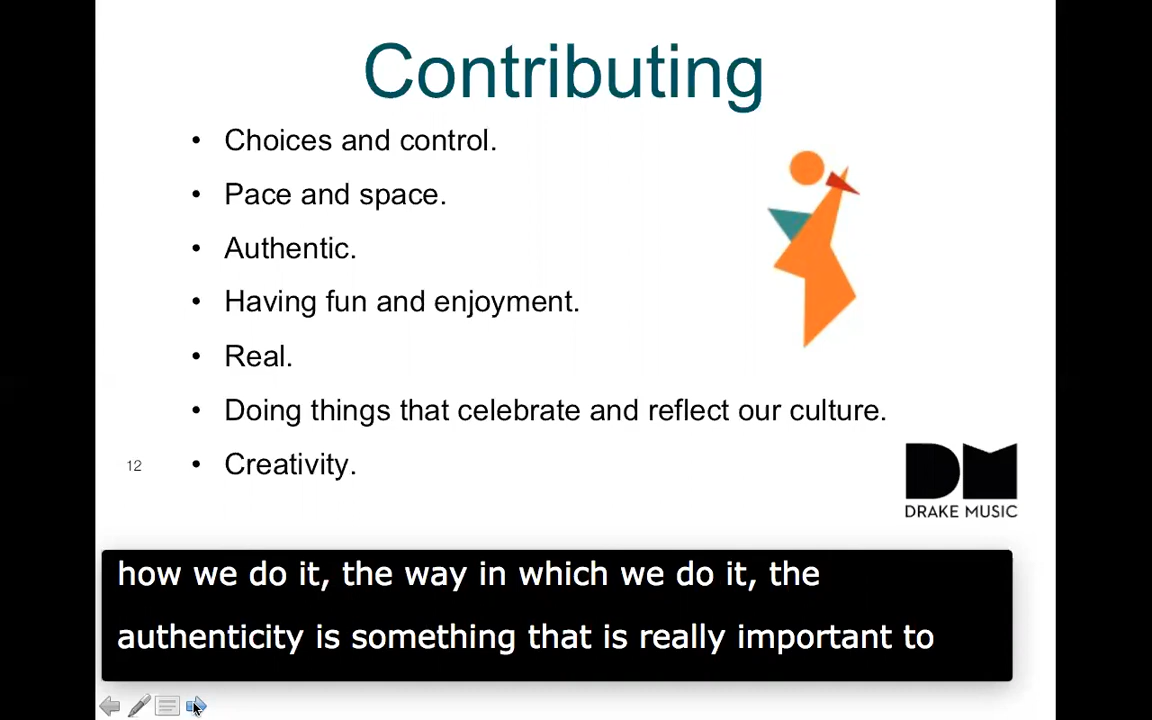 Contributing
• Choices and control.
• Pace and space.
• Authentic.
• Having fun and enjoyment.
• Real.
• Doing things that celebrate and reflect our culture.
12
• Creativity.
DM
DRAKE MUSIC
how we do it, the way in which we do it, the
authenticity is something that is really important to